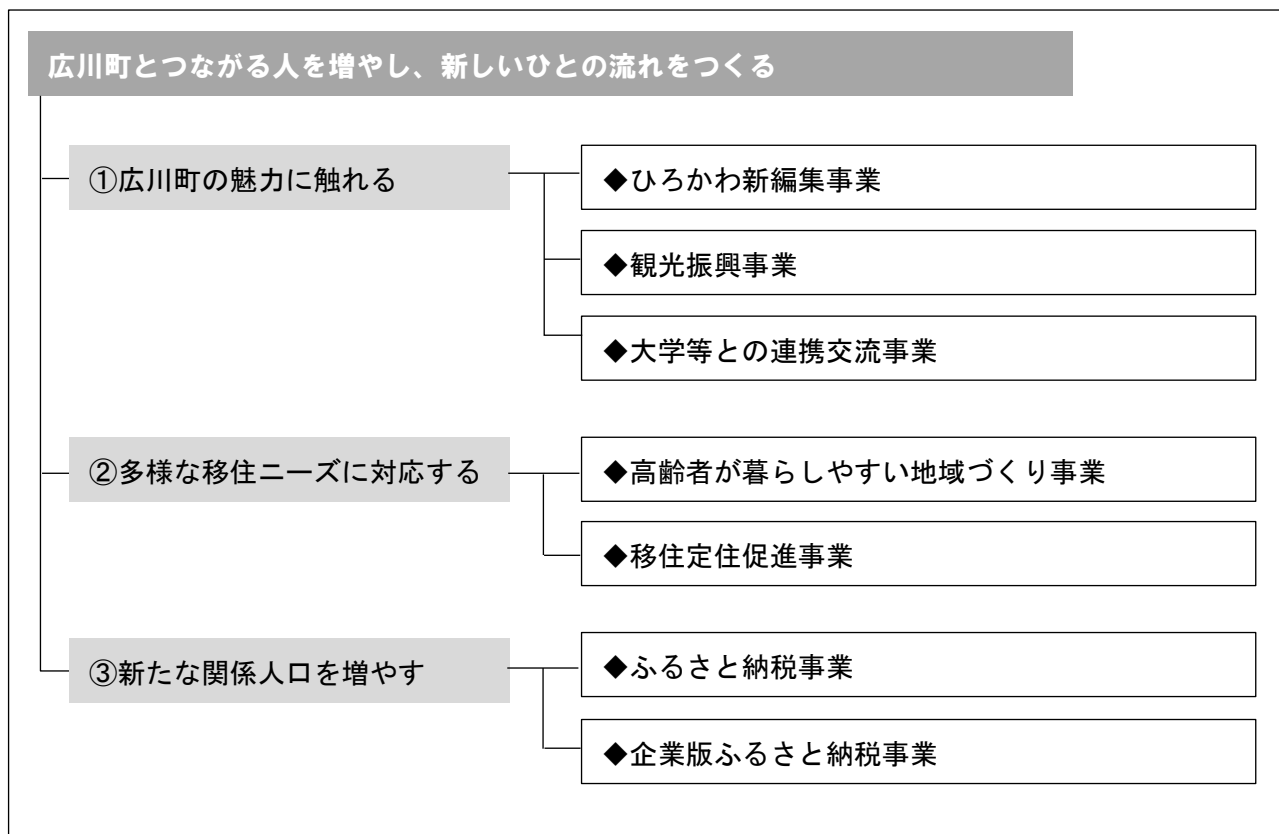 広川町とつながる人を増やし、新しいひとの流れをつくる
①広川町の魅力に触れる
◆ひろかわ新編集事業
◆観光振興事業
◆大学等との連携交流事業
②多様な移住ニーズに対応する
◆高齢者が暮らしやすい地域づくり事業
◆移住定住促進事業
③新たな関係人口を増やす
◆ふるさと納税事業
◆企業版ふるさと納税事業